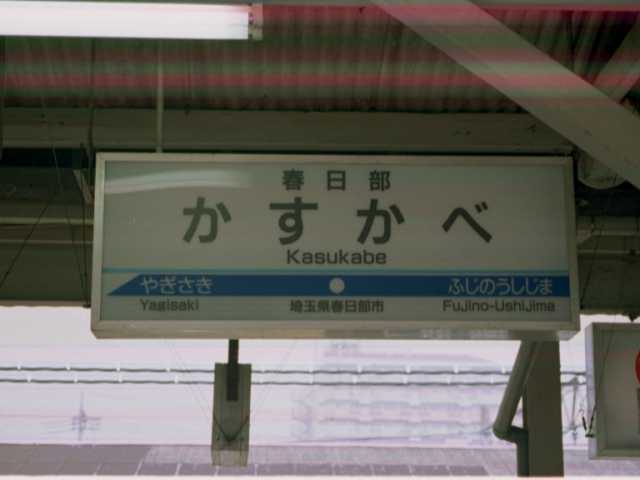 春日部
かすかべ
Kasukabe
やぎさき ふじのうしじま
Yagisaki 埼玉県春日部市 Fujino-Ushijima